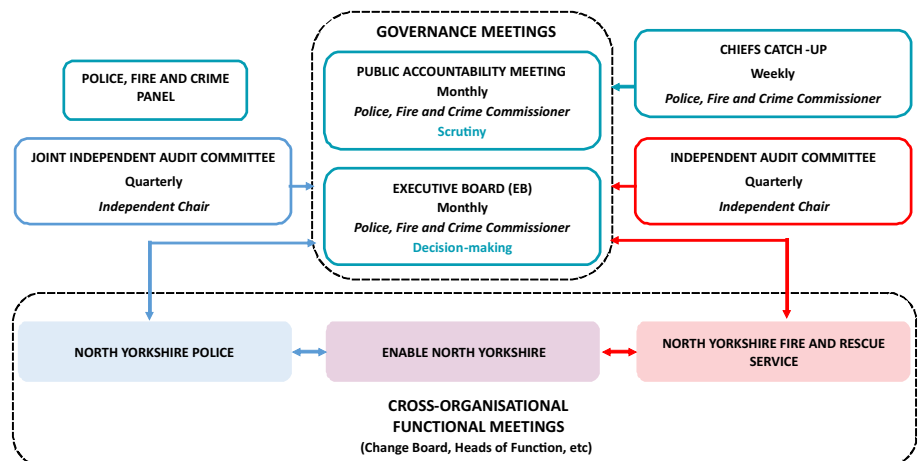 GOVERNANCE MEETINGS
PUBLIC ACCOUNTABILITY MEETING
Monthly
Police, Fire and Crime Commissioner
Scrutiny
CHIEFS CATCH -UP
Weekly
Police, Fire and Crime Commissioner
POLICE, FIRE AND CRIME
PANEL
JOINT INDEPENDENT AUDIT COMMITTEE
Quarterly
Independent Chair
EXECUTIVE BOARD (EB)
Monthly
Police, Fire and Crime Commissioner
Decision-making
INDEPENDENT AUDIT COMMITTEE
Quarterly
Independent Chair
NORTH YORKSHIRE POLICE
ENABLE NORTH YORKSHIRE
NORTH YORKSHIRE FIRE AND RESCUE
SERVICE
CROSS-ORGANISATIONAL
FUNCTIONAL MEETINGS
(Change Board, Heads of Function, etc)